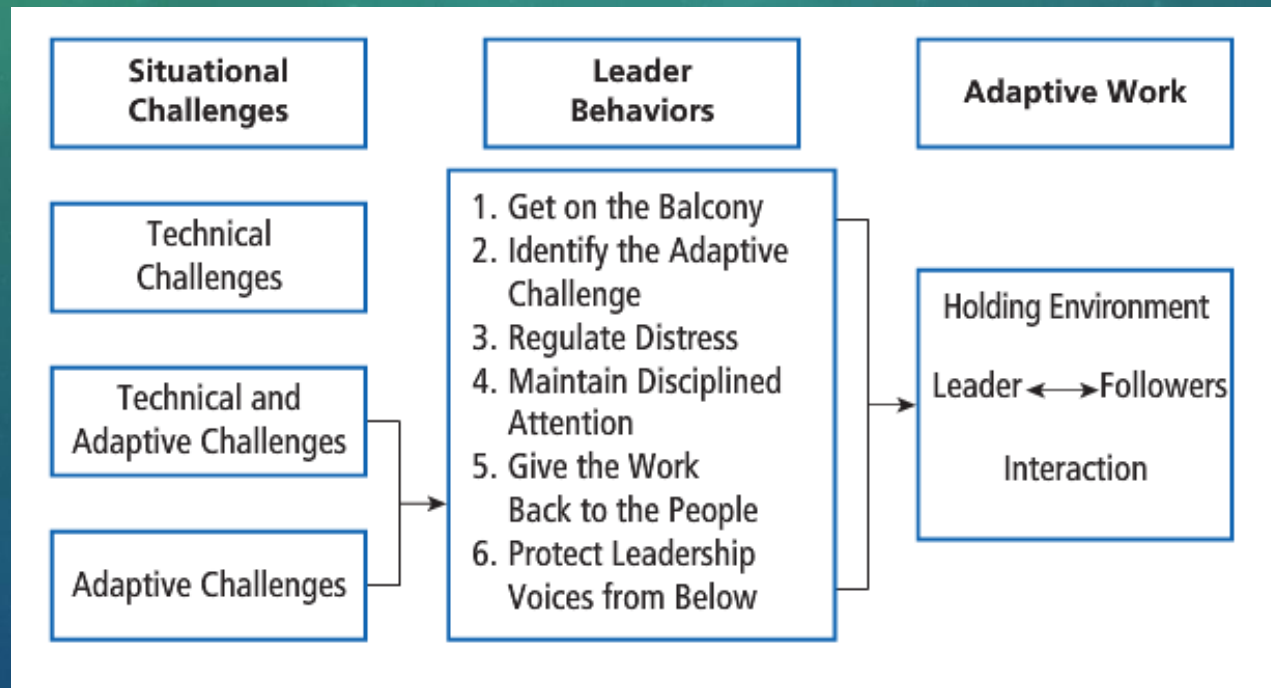 Situational
Challenges
Leader
Behaviors
Adaptive Work
Technical
Challenges
Technical and
Adaptive Challenges
Adaptive Challenges
1. Get on the Balcony
2. Identify the Adaptive
Challenge
3. Regulate Distress
4. Maintain Disciplined
Attention
5. Give the Work
Back to the People
6. Protect Leadership
Voices from Below
Holding Environment
Leader Followers
Interaction